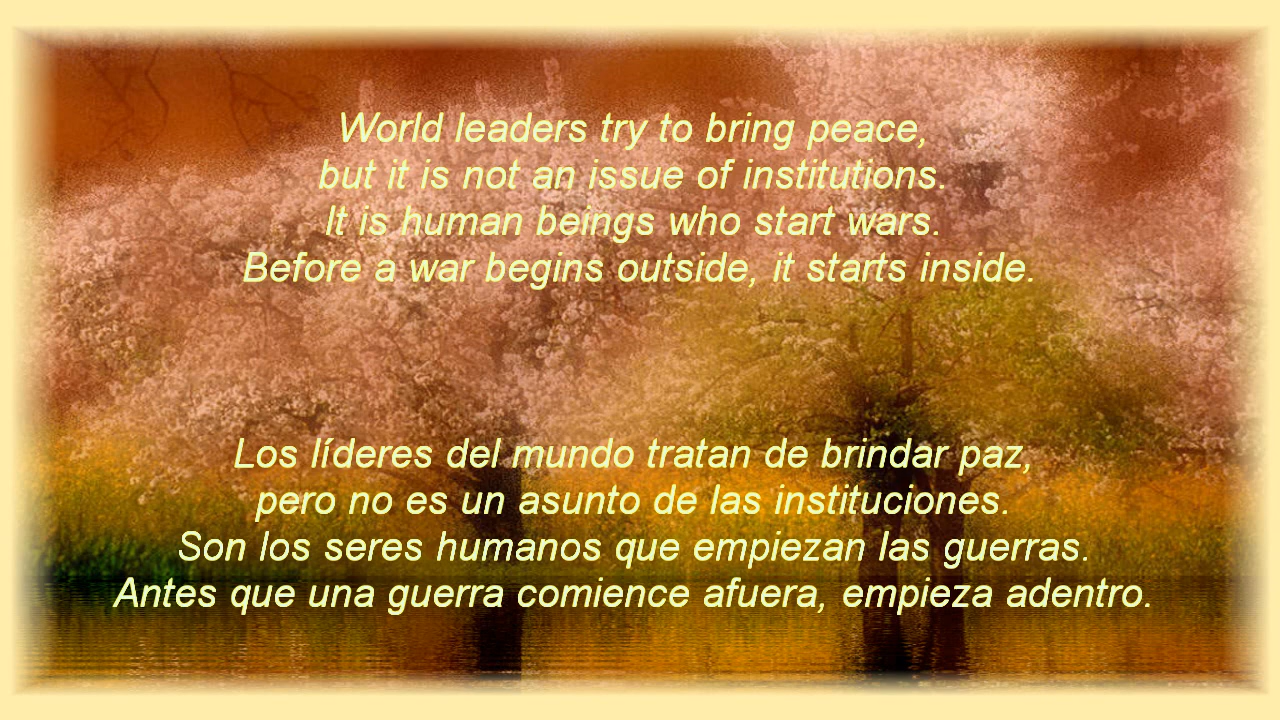 World leaders try to bring peace,
but it is not an issue of institutions.
It is human beings who start wars.
Before a war begins outside, it starts inside.
Los líderes del mundo tratan de brindar paz,
pero no es un asunto de las instituciones.
Son los seres humanos que empiezan las guerras.
Antes que una guerra comience afuera, empieza adentro.